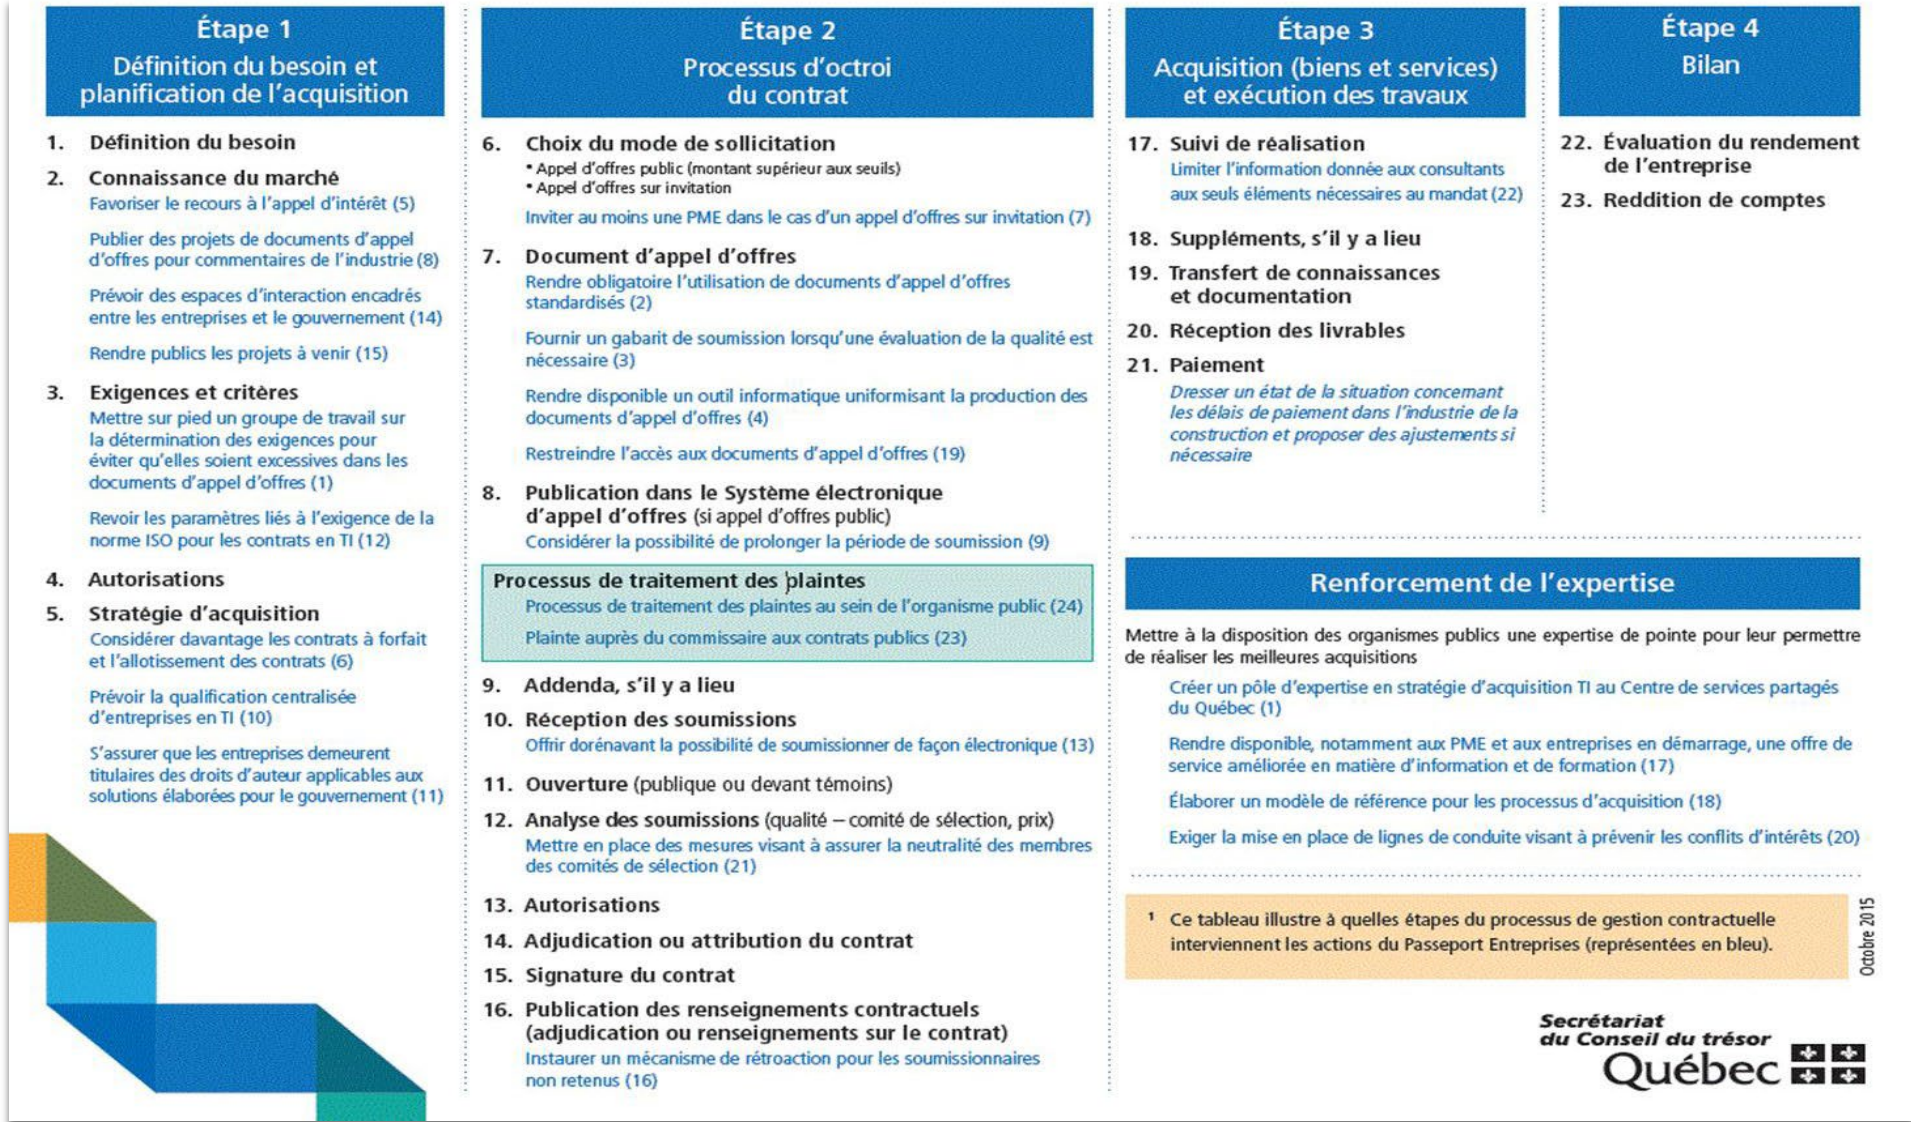 Étape 1
Définition du besoin et
planification de l'acquisition
1. Définition du besoin
2. Connaissance du marché
Favoriser le recours à l'appel d'intérêt (5)
Publier des projets de documents d'appel
d'offres pour commentaires de l'industrie (8)
Prévoir des espaces d'interaction encadrés
entre les entreprises et le gouvernement (14)
Rendre publics les projets à venir (15)
3. Exigences et critères
Mettre sur pied un groupe de travail sur
la détermination des exigences pour
éviter qu'elles soient excessives dans les
documents d'appel d'offres (1)
Revoir les paramètres liés à l'exigence de la
norme ISO pour les contrats en TI (12)
4. Autorisations
5. Stratégie d'acquisition
Considérer davantage les contrats à forfait
et l'allotissement des contrats (6)
Prévoir la qualification centralisée
d'entreprises en TI (10)
S'assurer que les entreprises demeurent
titulaires des droits d'auteur applicables aux
solutions élaborées pour le gouvernement (11)
Étape 2
Processus d'octroi
du contrat
6. Choix du mode de sollicitation
• Appel d'offres public (montant supérieur aux seuils)
• Appel d'offres sur invitation
Inviter au moins une PME dans le cas d'un appel d'offres sur invitation (7)
7. Document d'appel d'offres
Rendre obligatoire l'utilisation de documents d'appel d'offres
standardisés (2)
Fournir un gabarit de soumission lorsqu'une évaluation de la qualité est
nécessaire (3)
Rendre disponible un outil informatique uniformisant la production des
documents d'appel d'offres (4)
Restreindre l'accès aux documents d'appel d'offres (19)
8. Publication dans le Système électronique
d'appel d'offres (si appel d'offres public)
Considérer la possibilité de prolonger la période de soumission (9)
Processus de traitement des plaintes
Processus de traitement des plaintes au sein de l'organisme public (24)
Plainte auprès du commissaire aux contrats publics (23)
9. Addenda, s'il y a lieu
10. Réception des soumissions
Offrir dorénavant la possibilité de soumissionner de façon électronique (13)
11. Ouverture (publique ou devant témoins)
12. Analyse des soumissions (qualité – comité de sélection, prix)
Mettre en place des mesures visant à assurer la neutralité des membres
des comités de sélection (21)
13. Autorisations
14. Adjudication ou attribution du contrat
15. Signature du contrat
16. Publication des renseignements contractuels
(adjudication ou renseignements sur le contrat)
Instaurer un mécanisme de rétroaction pour les soumissionnaires
non retenus (16)
Étape 3
Acquisition (biens et services)
et exécution des travaux
17. Suivi de réalisation
Limiter l'information donnée aux consultants
aux seuls éléments nécessaires au mandat (22)
18. Suppléments, s'il y a lieu
19. Transfert de connaissances
et documentation
20. Réception des livrables
21. Paiement
Dresser un état de la situation concernant
les délais de paiement dans l'industrie de la
construction et proposer des ajustements si
nécessaire
Étape 4
Bilan
22. Évaluation du rendement
de l'entreprise
23. Reddition de comptes
Renforcement de l'expertise
Mettre à la disposition des organismes publics une expertise de pointe pour leur permettre
de réaliser les meilleures acquisitions
Créer un pôle d'expertise en stratégie d'acquisition TI au Centre de services partagés
du Québec (1)
Rendre disponible, notamment aux PME et aux entreprises en démarrage, une offre de
service améliorée en matière d'information et de formation (17)
Élaborer un modèle de référence pour les processus d'acquisition (18)
Exiger la mise en place de lignes de conduite visant à prévenir les conflits d'intérêts (20)
1 Ce tableau illustre à quelles étapes du processus de gestion contractuelle
interviennent les actions du Passeport Entreprises (représentées en bleu).
Octobre 2015
Secrétariat
du Conseil du trésor
Québec